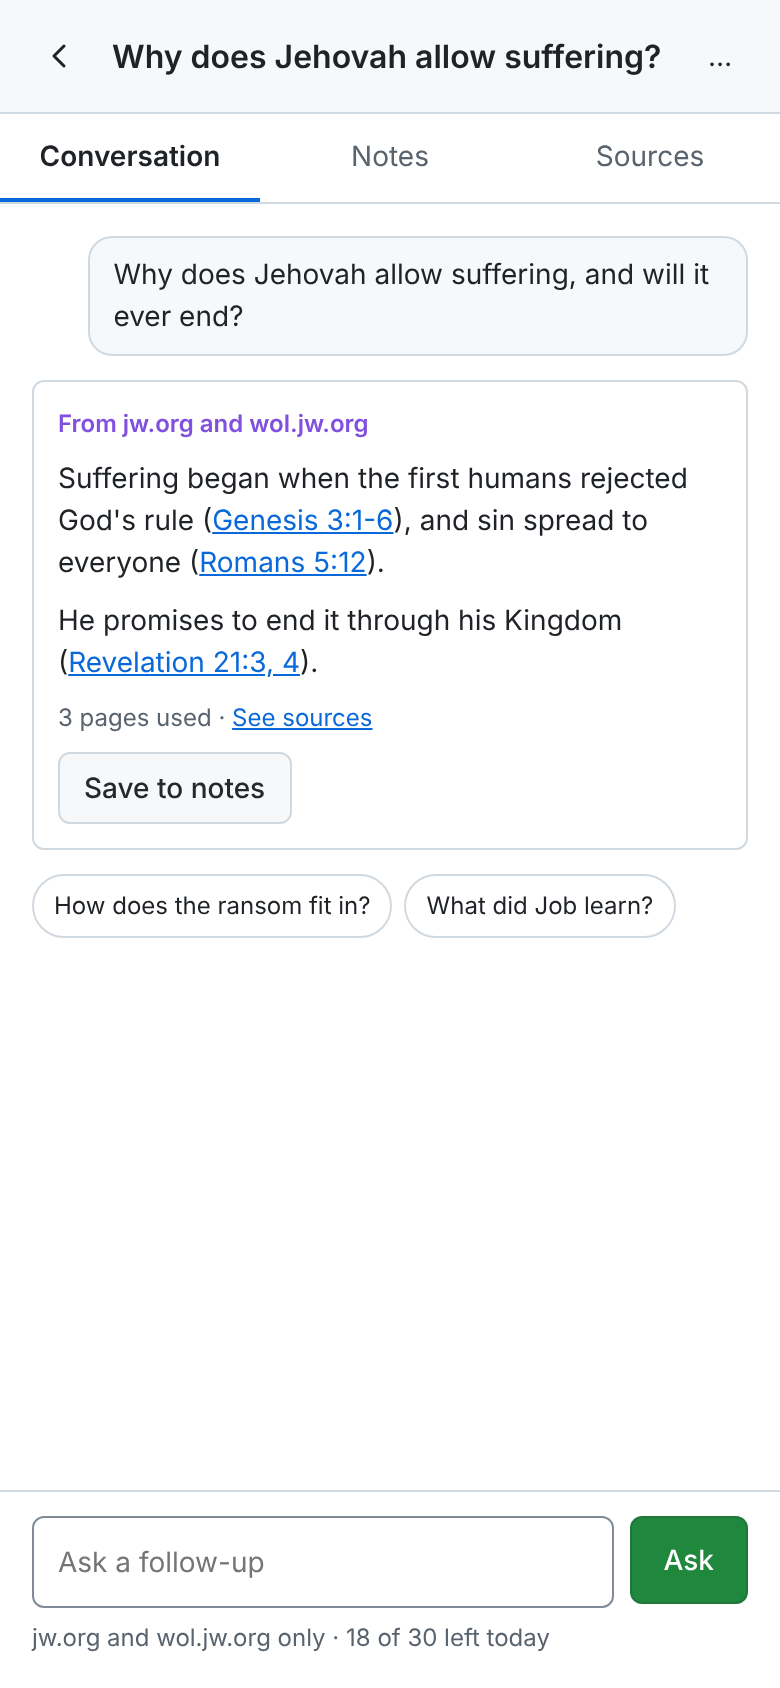 Why does Jehovah allow suffering?
...
Conversation
Notes
Sources
Why does Jehovah allow suffering, and will it
ever end?
From jw.org and wol.jw.org
Suffering began when the first humans rejected
God's rule (Genesis 3:1-6), and sin spread to
everyone (Romans 5:12).
He promises to end it through his Kingdom
(Revelation 21:3, 4).
3 pages used · See sources
Save to notes
How does the ransom fit in?
What did Job learn?
Ask a follow-up
Ask
jw.org and wol.jw.org only · 18 of 30 left today